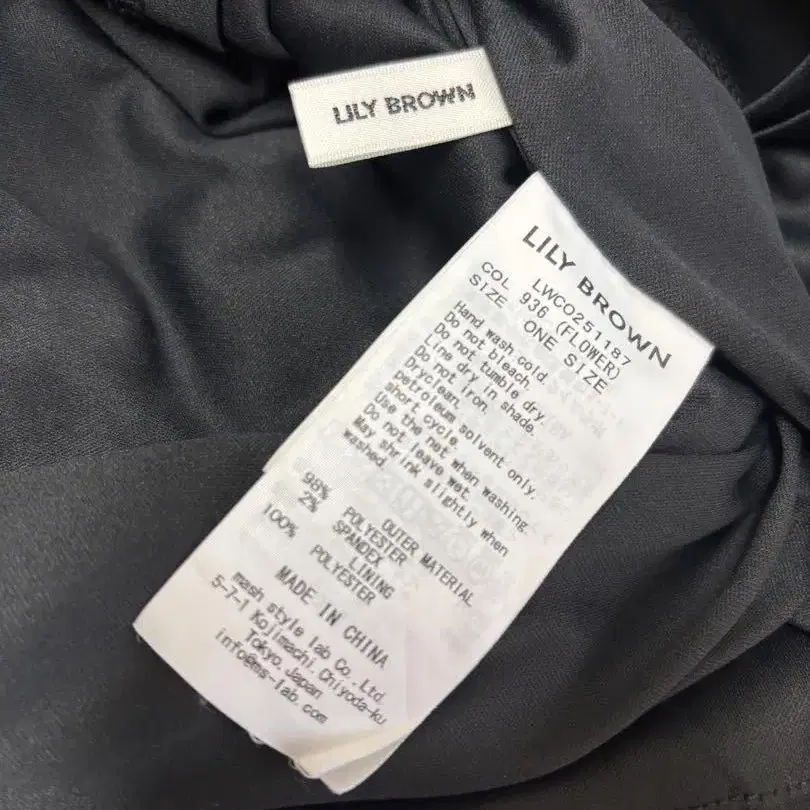 LILY BROWN
LILY BROWN
LWCO251187
COL 936 (FLOWER)
SIZE ONE SIZE
Hand wash cold.
Do not bleach.
Do not tumble dry.
Line dry in shade.
Do not iron.
Dryclean.
petroleum solvent only.
short cycle.
Use the net when washing.
Do not leave wet.
May shrink slightly when
washed.
OUTER MATERIAL
98% POLYESTER
2% SPANDEX
LINING
100% POLYESTER
MADE IN CHINA
mash style lab Co.,Ltd.
5-7-1 Kojimachi,Chiyoda-ku
Tokyo,Japan
info@ms-lab.com